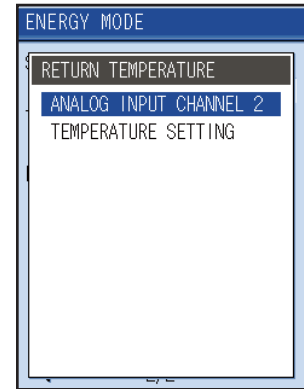 ENERGY MODE
RETURN TEMPERATURE
ANALOG INPUT CHANNEL 2
TEMPERATURE SETTING